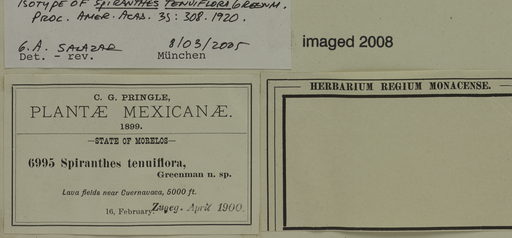 ISOTYPE OF SPIRANTHES TENUIFLORA GREENM.
PROC. AMER. ACAD. 35: 308. 1920.
G.A. SALAZAR 8/03/2005
Det. - rev. München
imaged 2008
C. G. PRINGLE,
PLANTÆ MEXICANÆ.
1899.
—STATE OF MORELOS—
6995 Spiranthes tenuiflora,
Greenman n. sp.
Lava fields near Cuernavaca, 5000 ft.
16, February. Zugeg. April 1900.
HERBARIUM REGIUM MONACENSE.